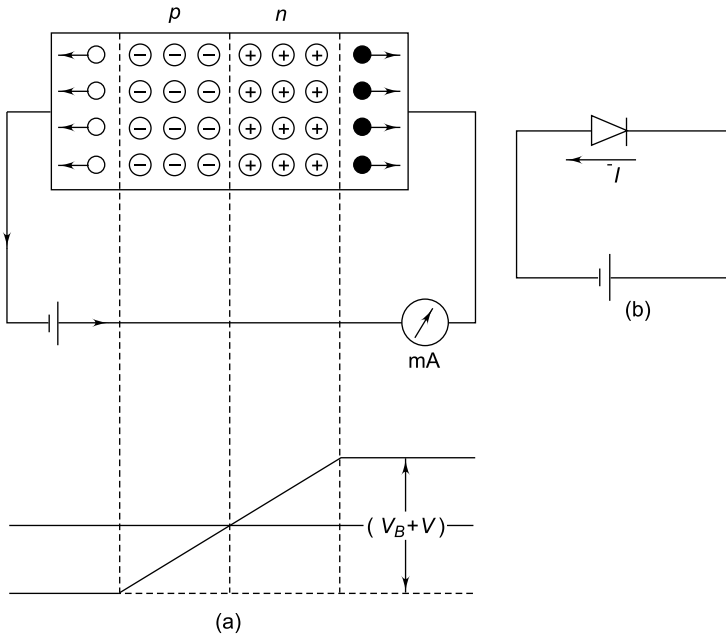 p n
− − − + + +
− − − + + +
− − − + + +
− − − + + +
-I
(b)
mA
(V_B+V)
(a)